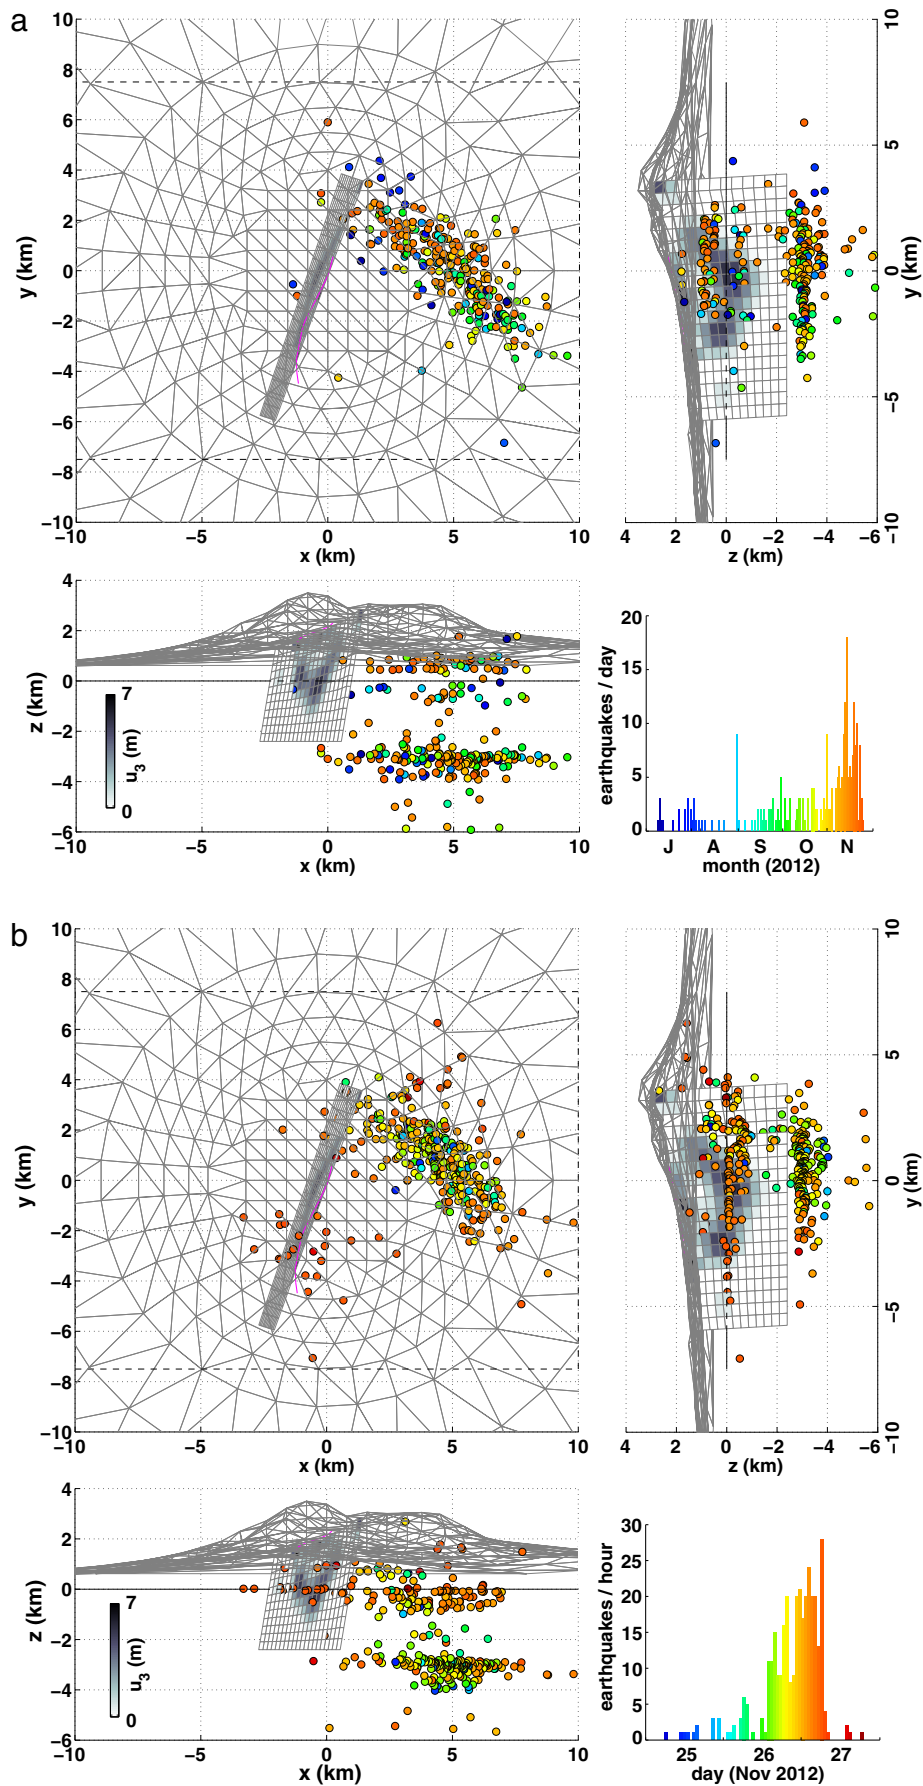 a
10
8
6
4
2
0
−2
−4
−6
−8
−10
y (km)
−10 −5 0 5 10
x (km)
10
5
0
−5
−10
y (km)
4 2 0 −2 −4 −6
z (km)
4
2
0
−2
−4
−6
z (km)
7
0
u3 (m)
−10 −5 0 5 10
x (km)
20
15
10
5
0
earthquakes / day
J A S O N
month (2012)
b
10
8
6
4
2
0
−2
−4
−6
−8
−10
y (km)
−10 −5 0 5 10
x (km)
10
5
0
−5
−10
y (km)
4 2 0 −2 −4 −6
z (km)
4
2
0
−2
−4
−6
z (km)
7
0
u3 (m)
−10 −5 0 5 10
x (km)
30
25
20
15
10
5
0
earthquakes / hour
25 26 27
day (Nov 2012)